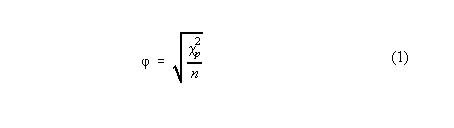 φ = √(χ²ₚ / n) (1)